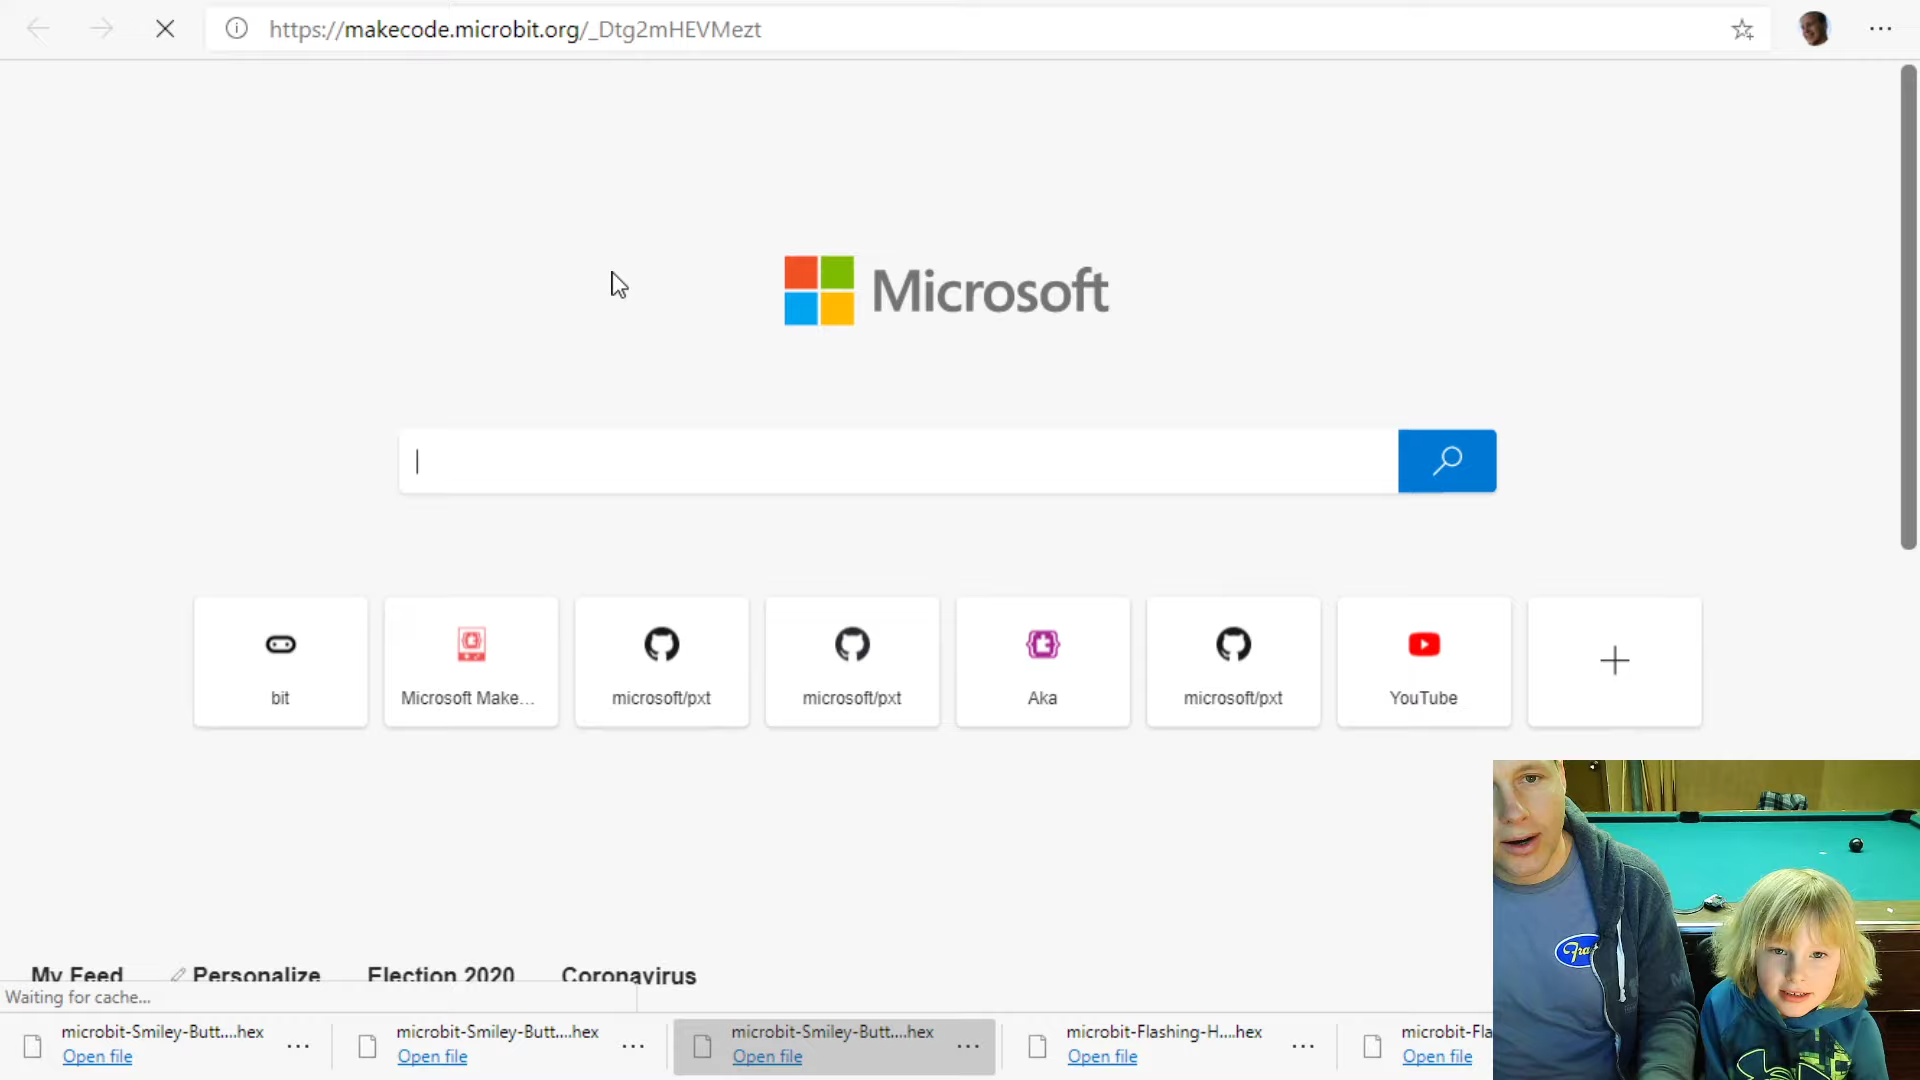 https://makecode.microbit.org/_Dtg2mHEVMezt
Microsoft
bit
Microsoft Make...
microsoft/pxt
microsoft/pxt
Aka
microsoft/pxt
YouTube
My Feed
Personalize
Election 2020
Coronavirus
Waiting for cache...
microbit-Smiley-Butt....hex
Open file
microbit-Smiley-Butt....hex
Open file
microbit-Smiley-Butt....hex
Open file
microbit-Flashing-H....hex
Open file
microbit-Fla
Open file